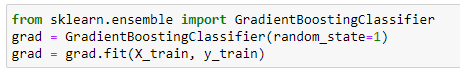 from sklearn.ensemble import GradientBoostingClassifier
grad = GradientBoostingClassifier(random_state=1)
grad = grad.fit(X_train, y_train)